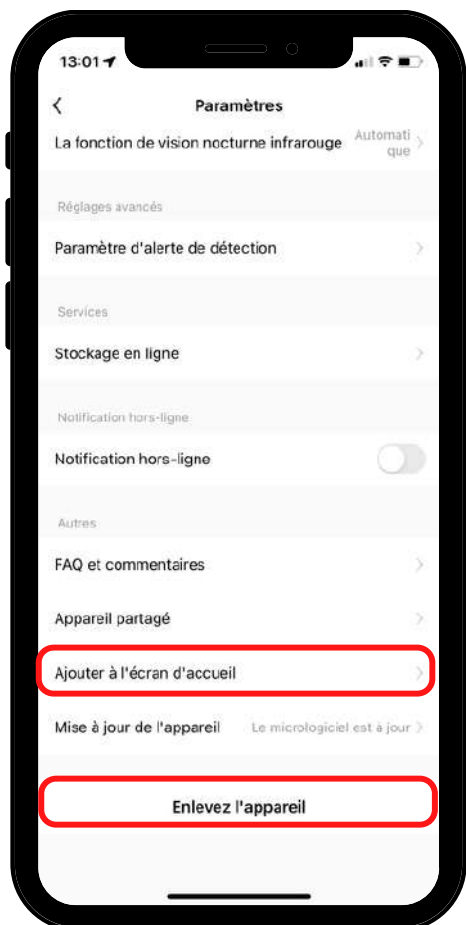 13:01
Paramètres
La fonction de vision nocturne infrarouge
Automati
que
Réglages avancés
Paramètre d'alerte de détection
Services
Stockage en ligne
Notification hors-ligne
Notification hors-ligne
Autres
FAQ et commentaires
Appareil partagé
Ajouter à l'écran d'accueil
Mise à jour de l'appareil Le micrologiciel est à jour
Enlevez l'appareil